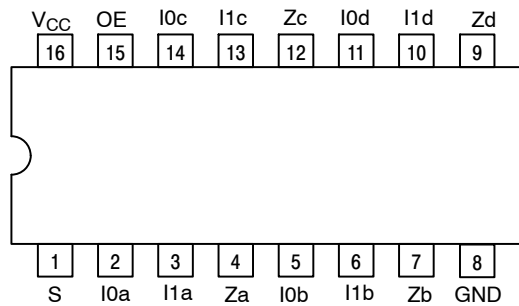 VCC OE I0c I1c Zc I0d I1d Zd
16 15 14 13 12 11 10 9
1 2 3 4 5 6 7 8
S I0a I1a Za I0b I1b Zb GND